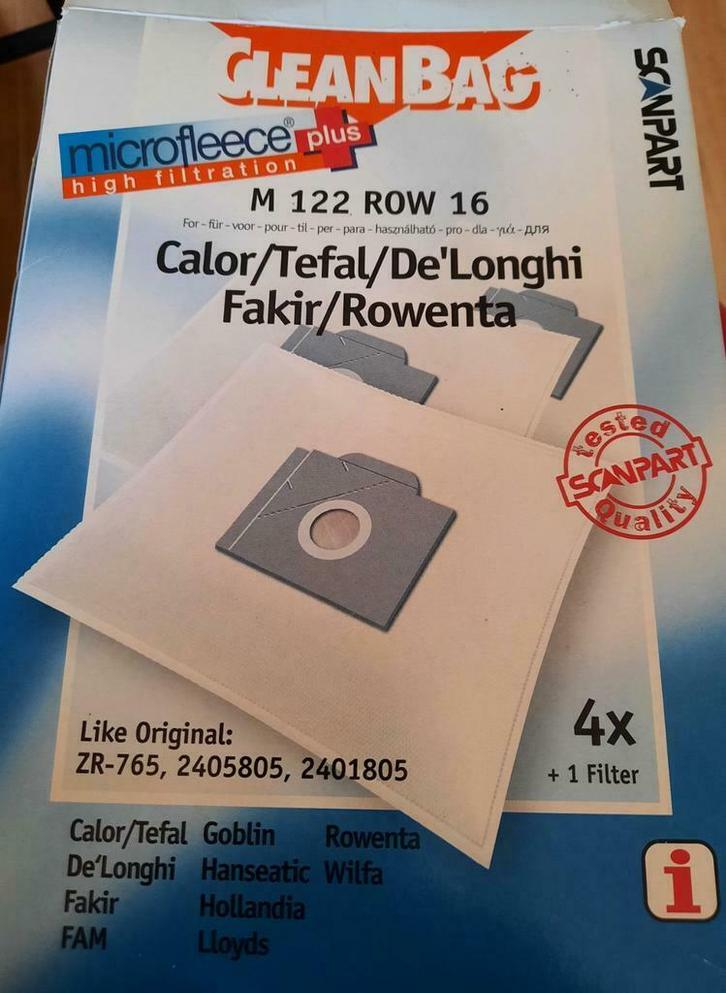 CLEANBAG
SCANPART
microfleece® plus
high filtration
M 122 ROW 16
For - für - voor - pour - til - per - para - használható - pro - dla - για - для
Calor/Tefal/De'Longhi
Fakir/Rowenta
tested
SCANPART
Quality
Like Original:
ZR-765, 2405805, 2401805
4x
+ 1 Filter
Calor/Tefal Goblin Rowenta
De'Longhi Hanseatic Wilfa
Fakir Hollandia
FAM Lloyds
i